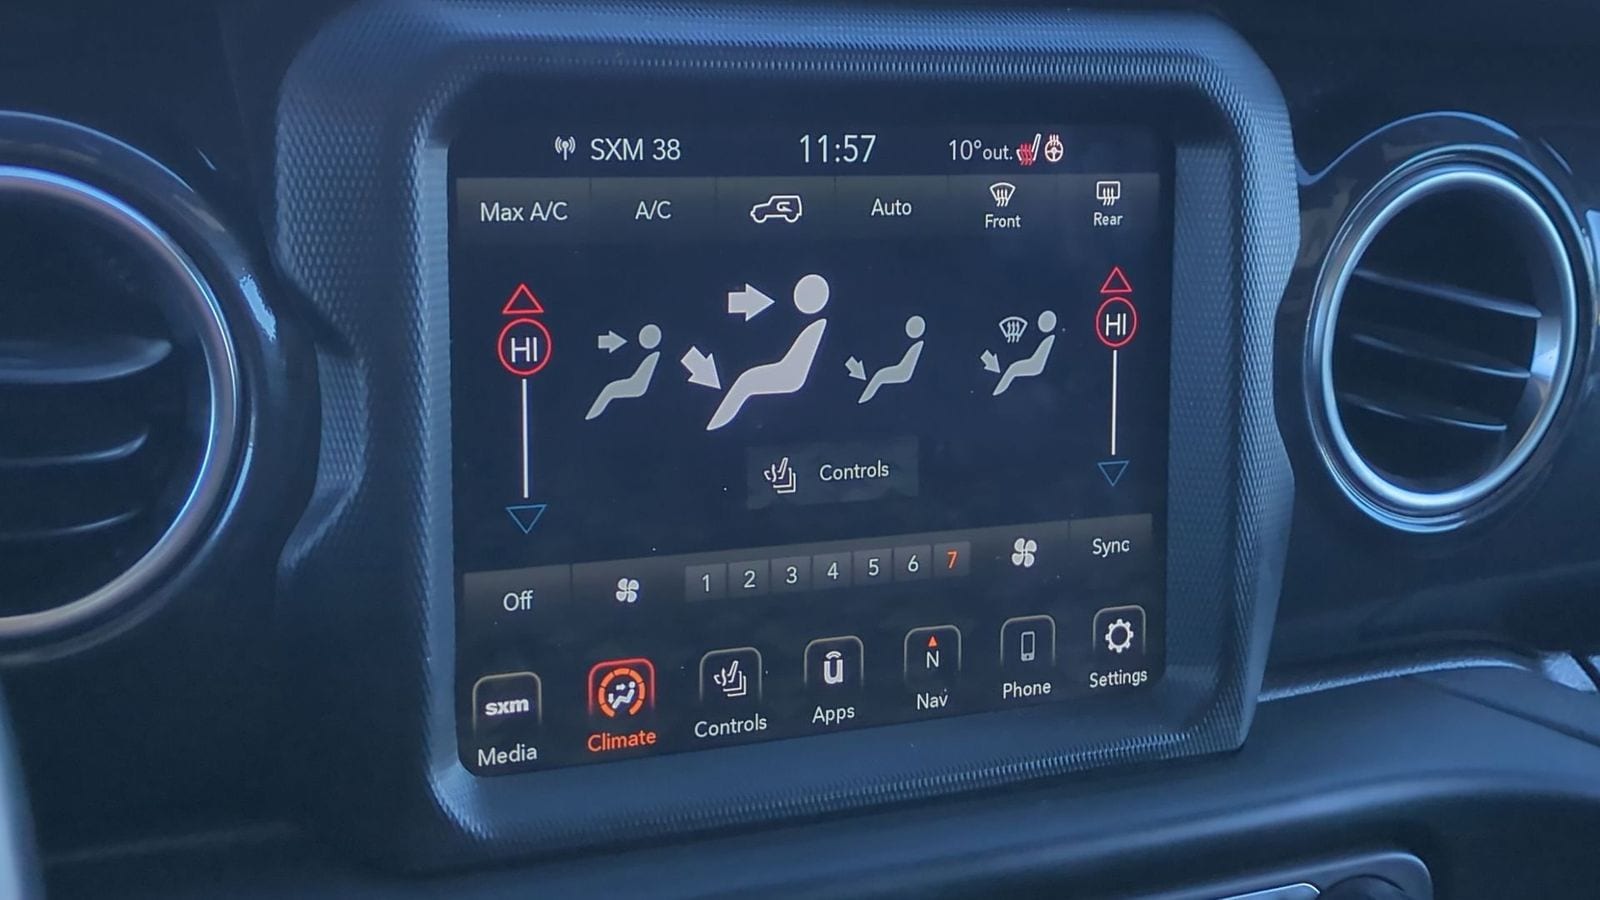 SXM 38 11:57 10°out.
Max A/C A/C Auto Front Rear
HI HI
Controls
Off 1 2 3 4 5 6 7 Sync
sxm ū N
Media Climate Controls Apps Nav Phone Settings